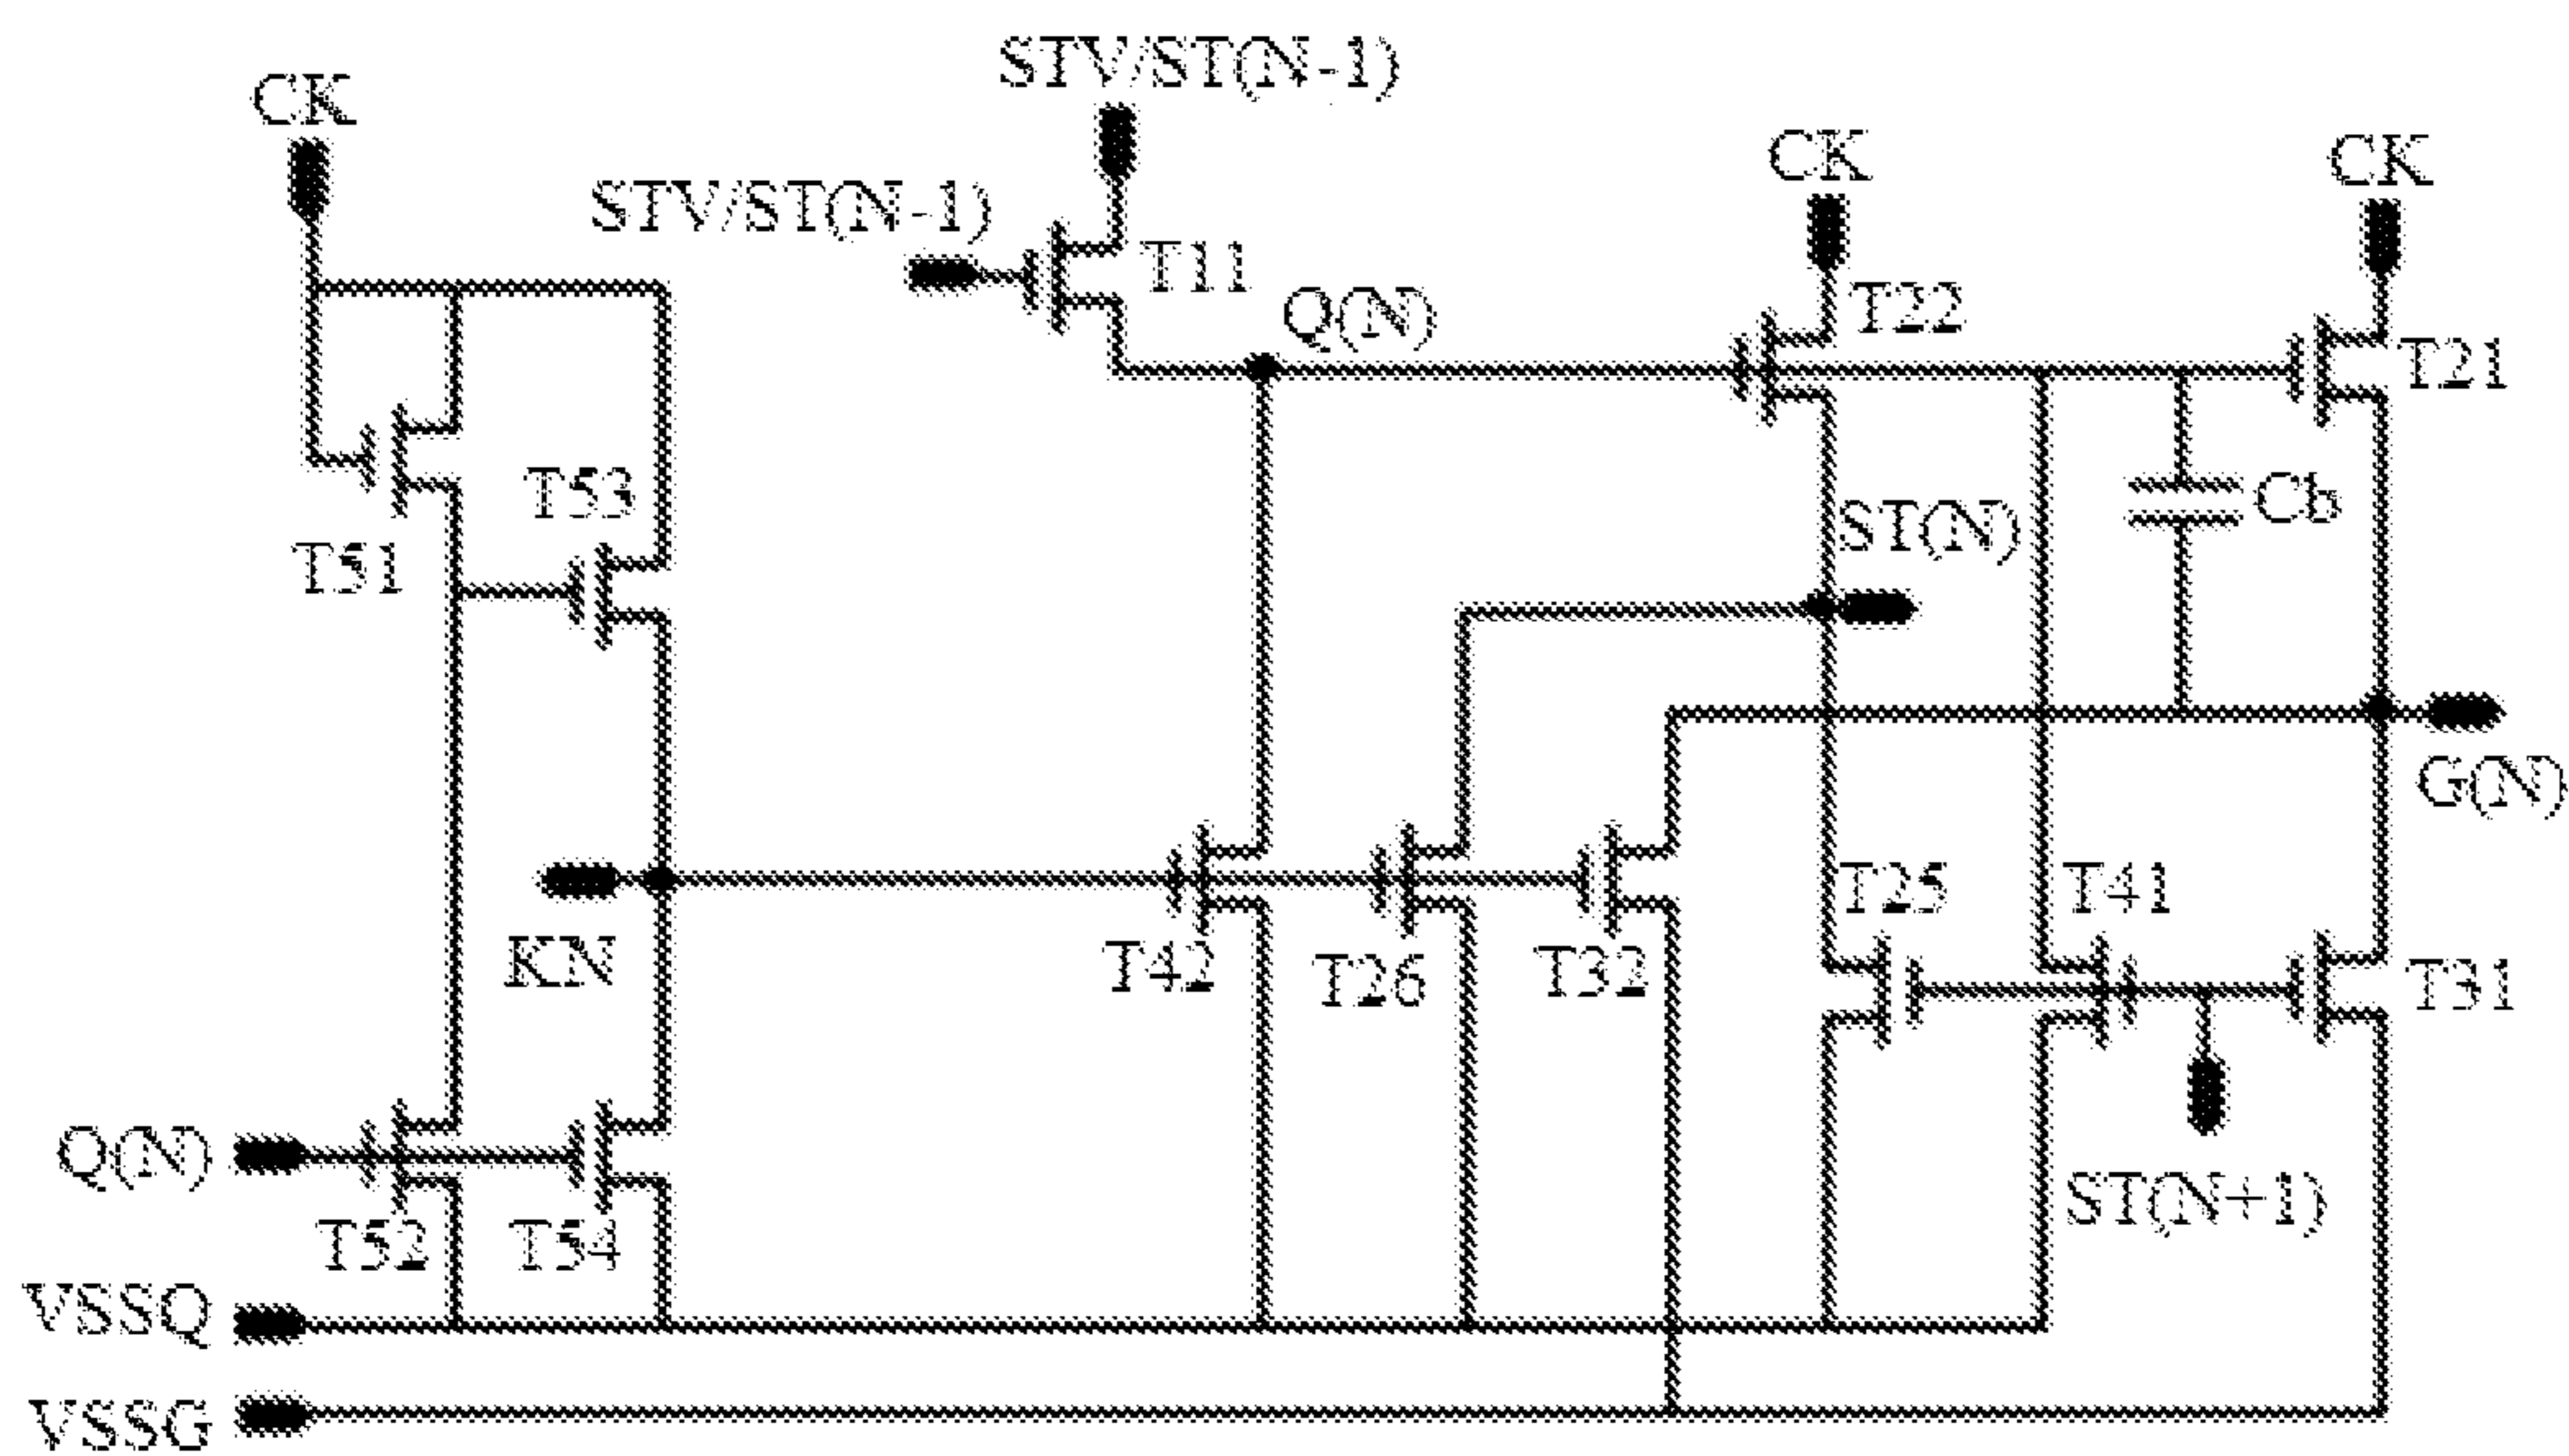 STV/ST(N-1)
CK
CK
CK
STV/ST(N-1)
T11
Q(N)
T22
T21
T53
Cb
ST(N)
T51
G(N)
T25
T41
KN
T42
T26
T32
T31
Q(N)
ST(N+1)
T52
T54
VSSQ
VSSG